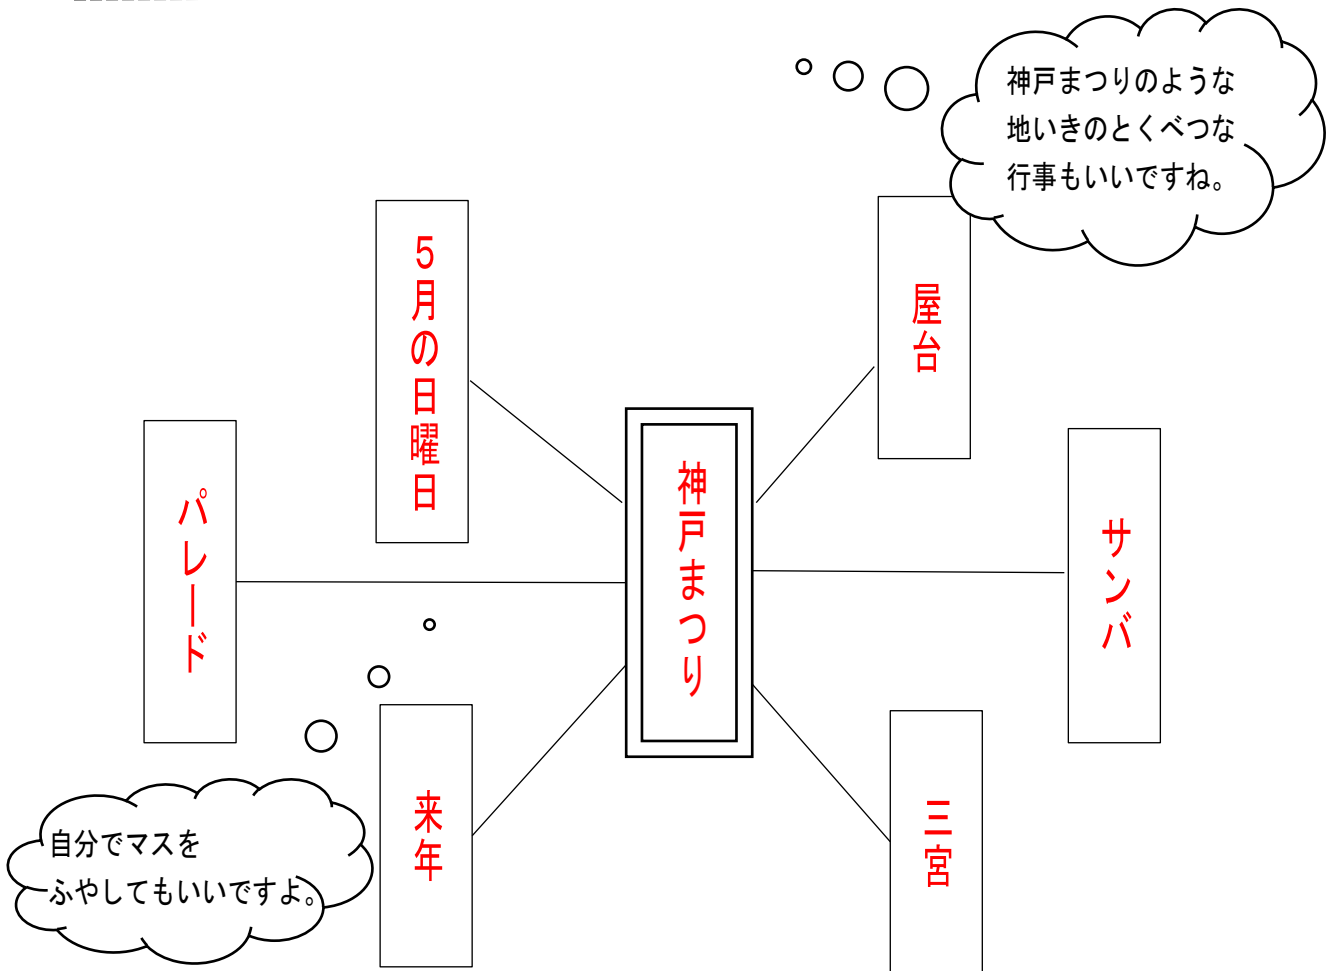 神戸まつりのような
地いきのとくべつな
行事もいいですね。
屋台
5月の日曜日
サンバ
神戸まつり
パレード
三宮
来年
自分でマスを
ふやしてもいいですよ。